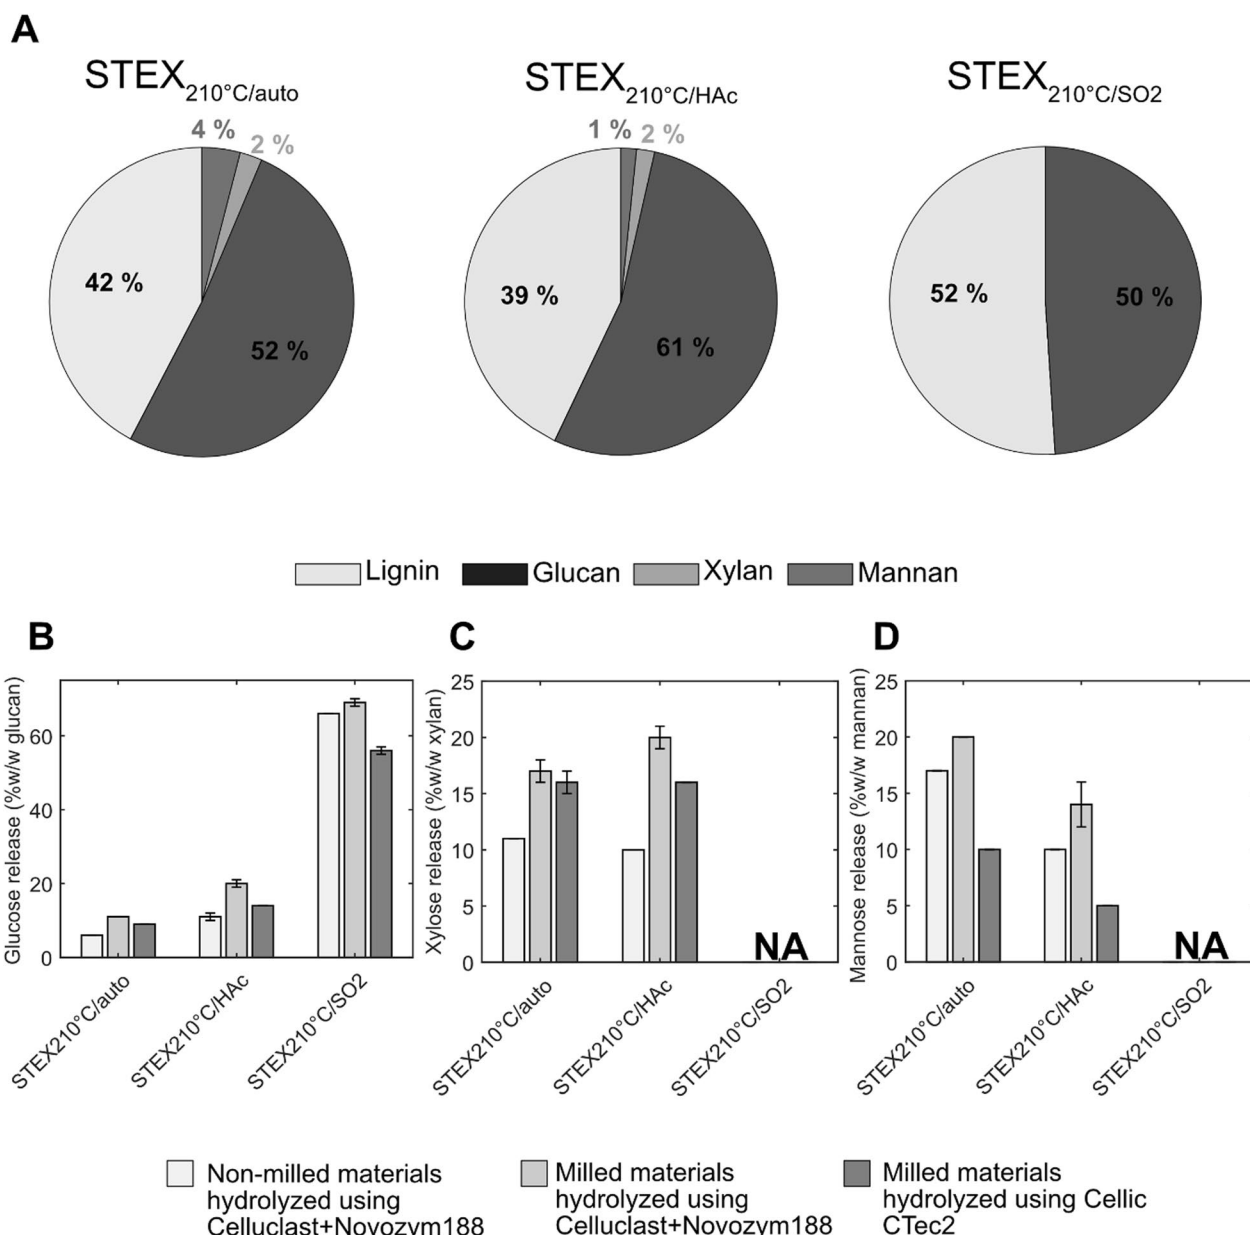 A
STEX210°C/auto
STEX210°C/HAc
STEX210°C/SO2
4 %
2 %
42 %
52 %
1 %
2 %
39 %
61 %
52 %
50 %
Lignin
Glucan
Xylan
Mannan
B
Glucose release (%w/w glucan)
60
40
20
0
STEX210°C/auto
STEX210°C/HAc
STEX210°C/SO2
C
Xylose release (%w/w xylan)
25
20
15
10
5
0
NA
STEX210°C/auto
STEX210°C/HAc
STEX210°C/SO2
D
Mannose release (%w/w mannan)
25
20
15
10
5
0
NA
STEX210°C/auto
STEX210°C/HAc
STEX210°C/SO2
Non-milled materials
hydrolyzed using
Celluclast+Novozym188
Milled materials
hydrolyzed using
Celluclast+Novozym188
Milled materials
hydrolyzed using Cellic
CTec2